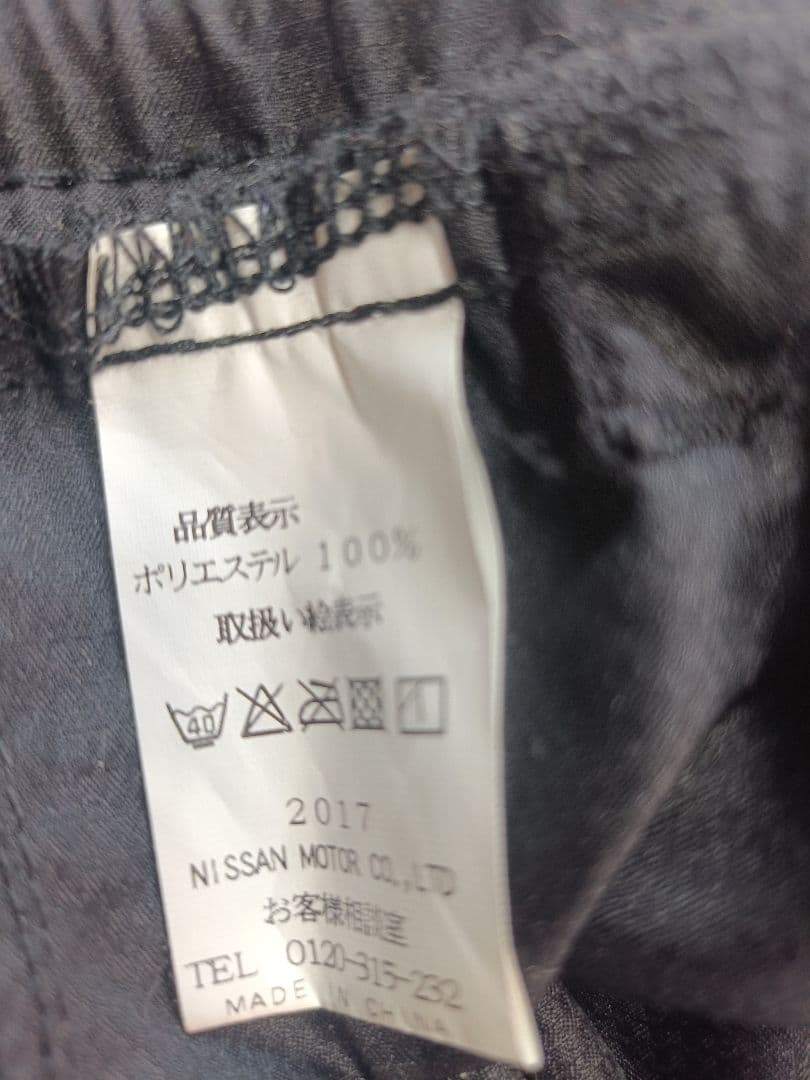 品質表示
ポリエステル 100%
取扱い絵表示
40
2017
NISSAN MOTOR CO.,LTD
お客様相談室
TEL 0120-315-232
MADE IN CHINA